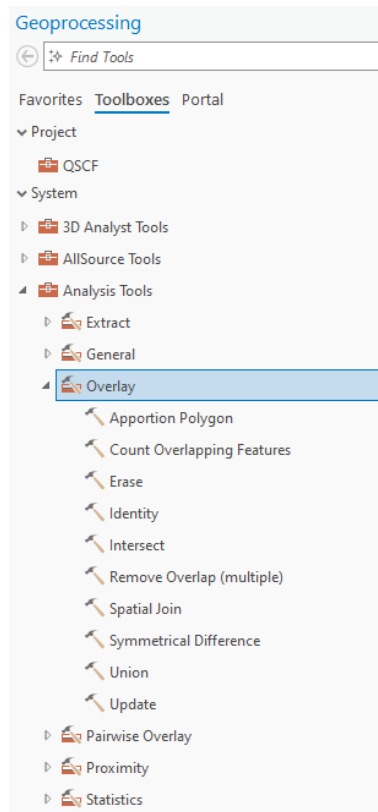 Geoprocessing
Find Tools
Favorites Toolboxes Portal
Project
QSCF
System
3D Analyst Tools
AllSource Tools
Analysis Tools
Extract
General
Overlay
Apportion Polygon
Count Overlapping Features
Erase
Identity
Intersect
Remove Overlap (multiple)
Spatial Join
Symmetrical Difference
Union
Update
Pairwise Overlay
Proximity
Statistics